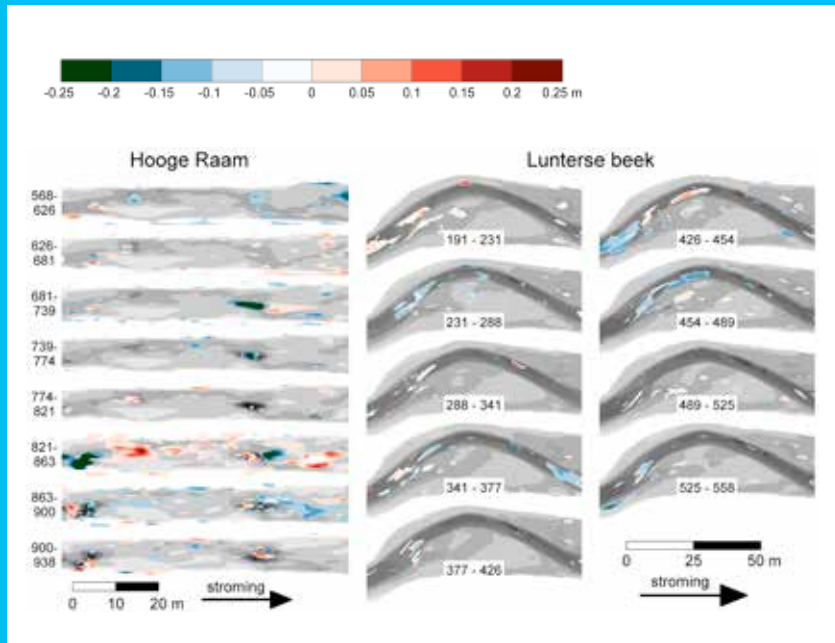 -0.25 -0.2 -0.15 -0.1 -0.05 0 0.05 0.1 0.15 0.2 0.25 m
Hooge Raam
568-
626
626-
681
681-
739
739-
774
774-
821
821-
863
863-
900
900-
938
0 10 20 m
stroming
Lunterse beek
191 - 231
231 - 288
288 - 341
341 - 377
377 - 426
426 - 454
454 - 489
489 - 525
525 - 558
0 25 50 m
stroming